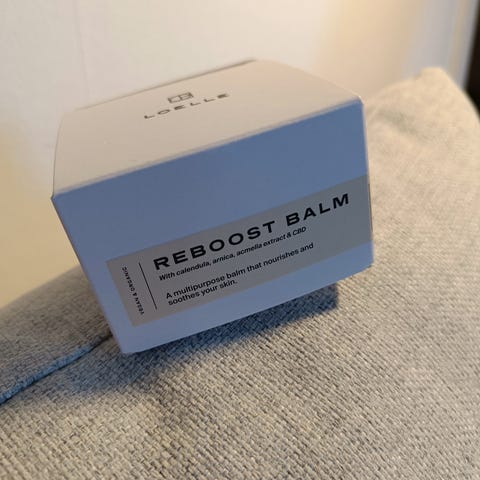 LOELLE
REBOOST BALM
With calendula, arnica, acmella extract & CBD
A multipurpose balm that nourishes and
soothes your skin.
VEGAN & ORGANIC